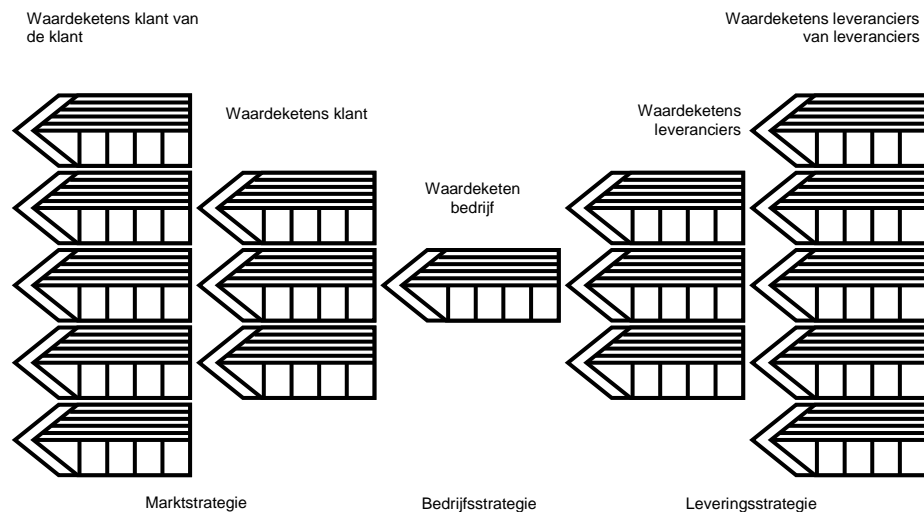 Waardeketens klant van
de klant
Waardeketens leveranciers
van leveranciers
Waardeketens klant
Waardeketens
leveranciers
Waardeketen
bedrijf
Marktstrategie
Bedrijfsstrategie
Leveringsstrategie